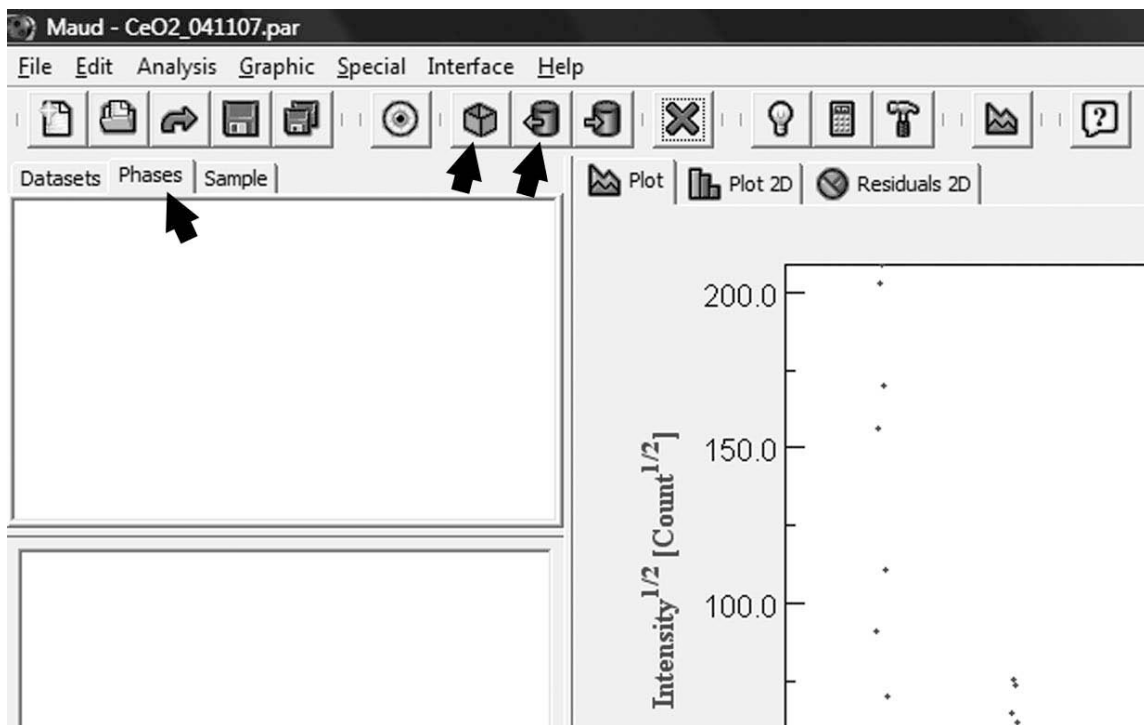 Maud - CeO2_041107.par
File Edit Analysis Graphic Special Interface Help
?
Datasets Phases Sample
Plot Plot 2D Residuals 2D
200.0
150.0
100.0
Intensity1/2 [Count1/2]